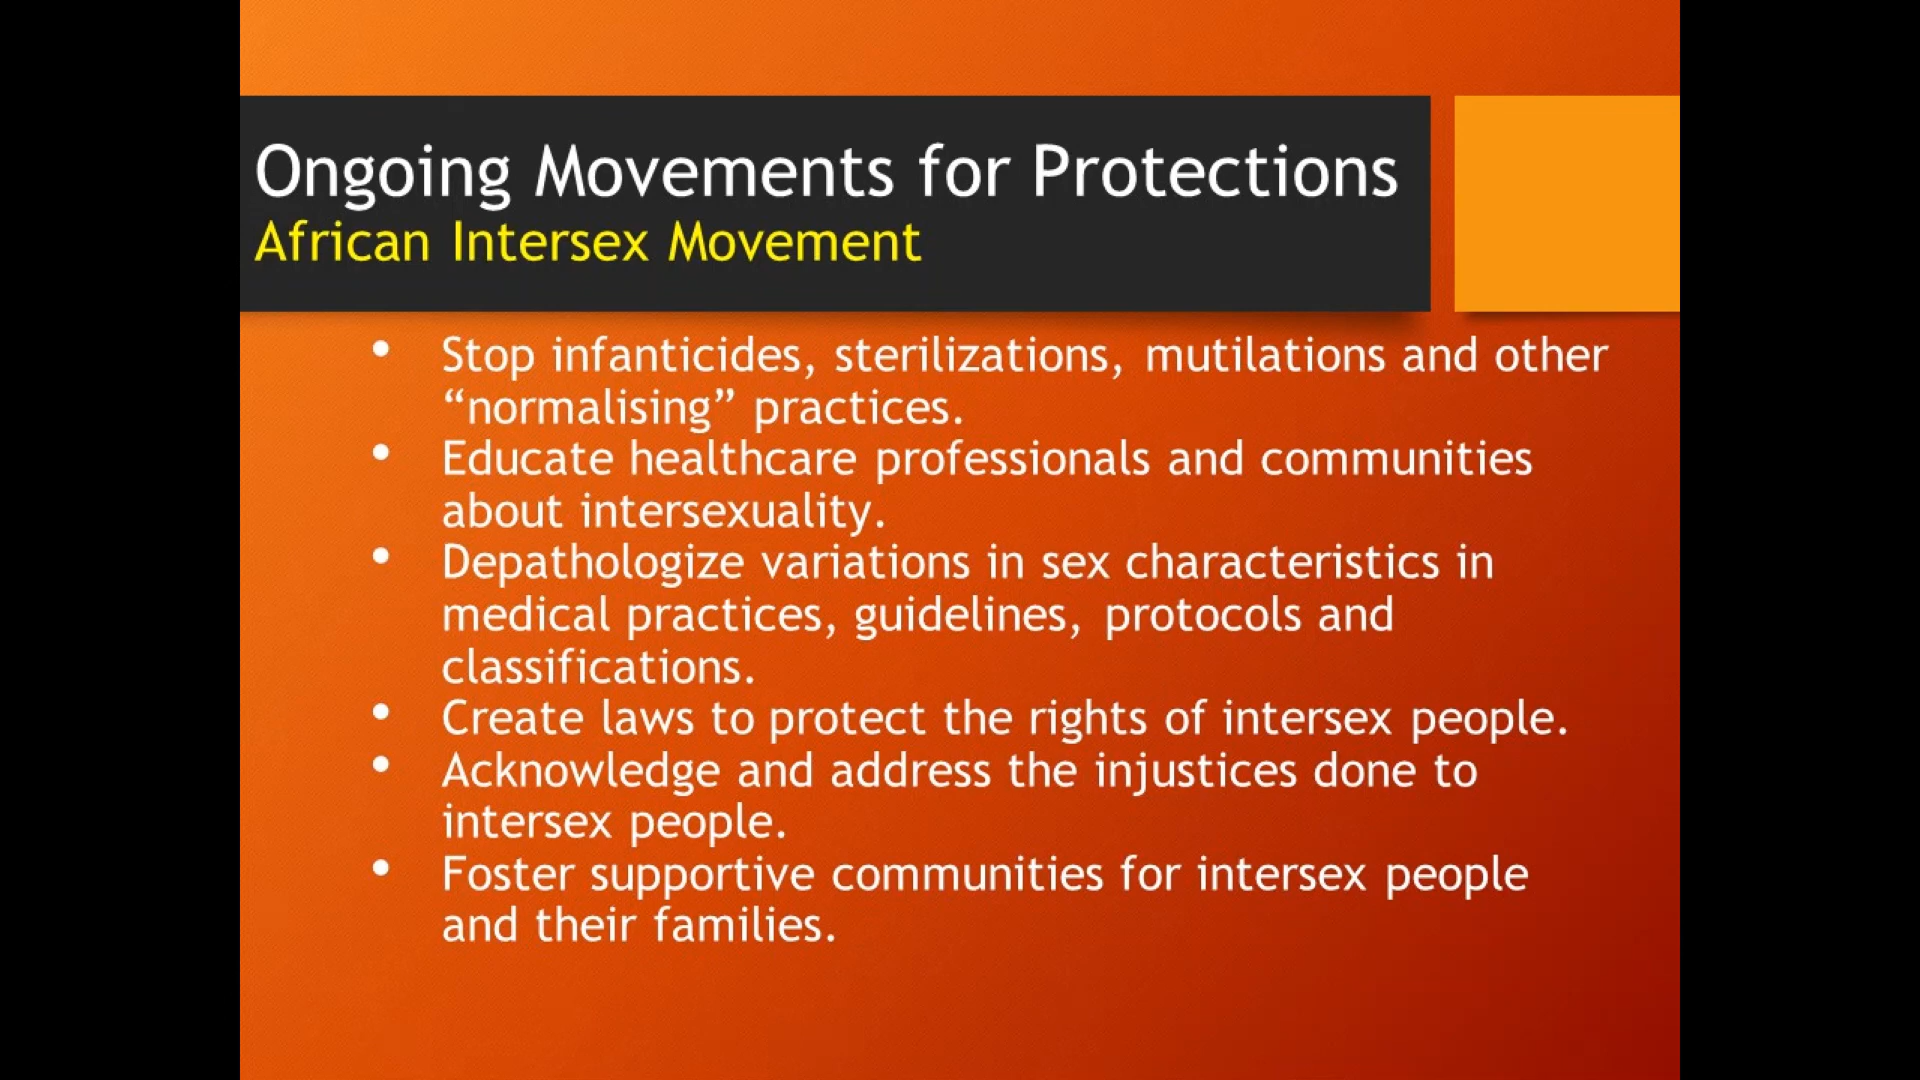 Ongoing Movements for Protections
African Intersex Movement
• Stop infanticides, sterilizations, mutilations and other
“normalising” practices.
• Educate healthcare professionals and communities
about intersexuality.
• Depathologize variations in sex characteristics in
medical practices, guidelines, protocols and
classifications.
• Create laws to protect the rights of intersex people.
• Acknowledge and address the injustices done to
intersex people.
• Foster supportive communities for intersex people
and their families.